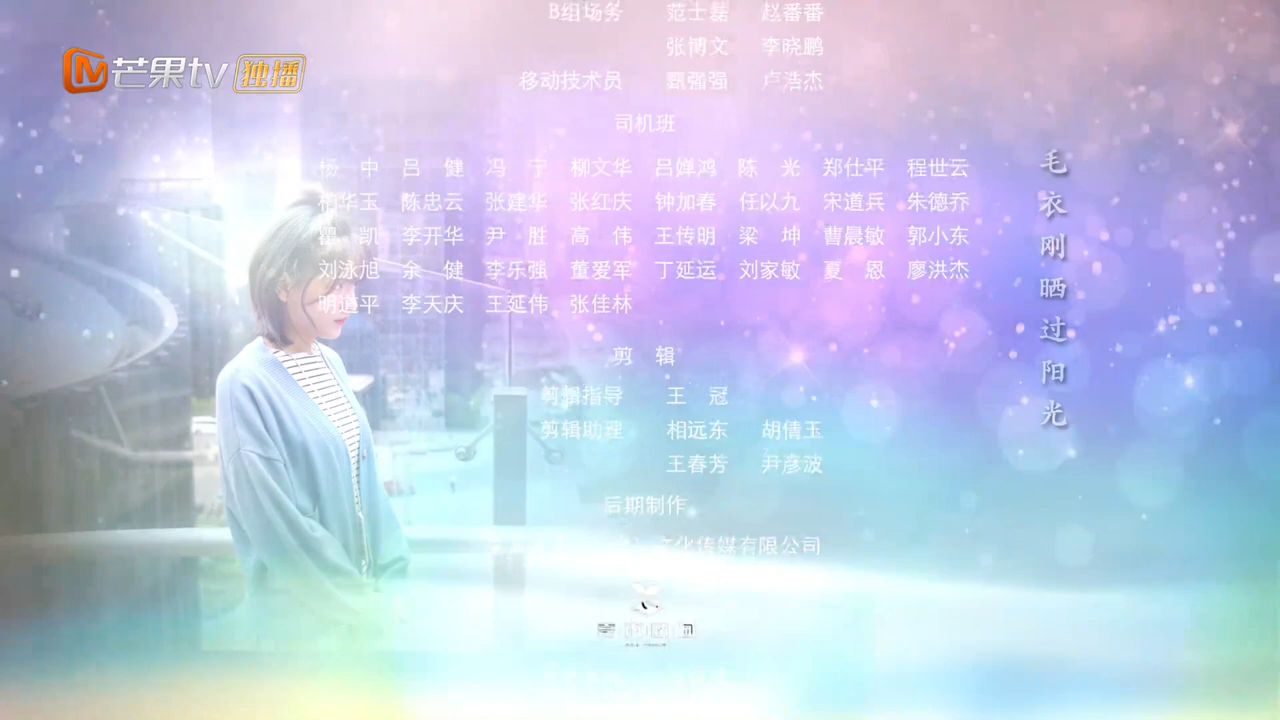 B组场务 范士磊 赵番番
张博文 李晓鹏
芒果tv 独播
移动技术员 甄强强 卢浩杰
司机班
杨 中 吕 健 冯 宁 柳文华 吕婵鸿 陈 光 郑仕平 程世云
柏华玉 陈忠云 张建华 张红庆 钟加春 任以九 宋道兵 朱德乔
瞿 凯 李开华 尹 胜 高 伟 王传明 梁 坤 曹晨敏 郭小东
刘泳旭 余 健 李乐强 董爱军 丁延运 刘家敏 夏 恩 廖洪杰
明道平 李天庆 王延伟 张佳林
毛衣刚晒过阳光
剪 辑
剪辑指导 王 冠
剪辑助理 相远东 胡倩玉
王春芳 尹彦波
后期制作
文化传媒有限公司